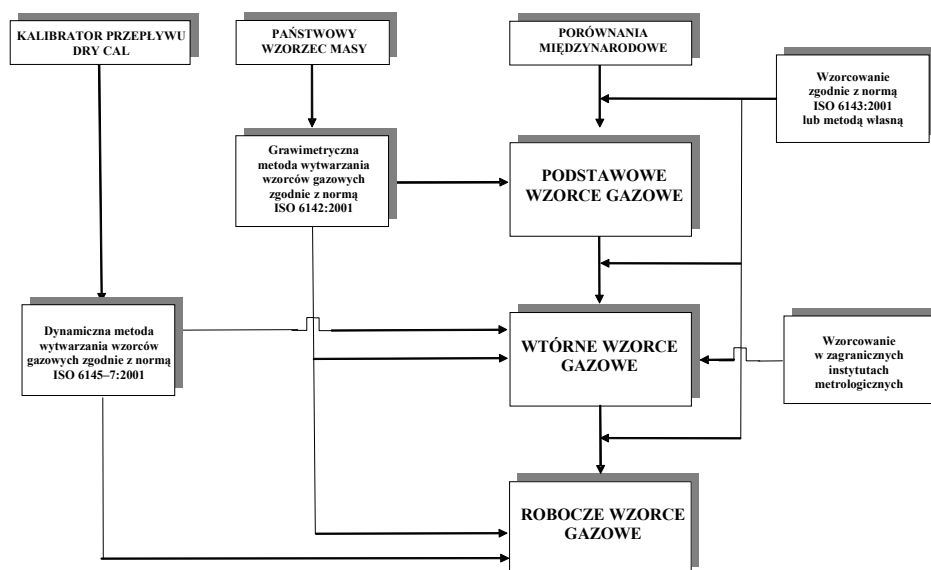 KALIBRATOR PRZEPŁYWU
DRY CAL
PAŃSTWOWY
WZORZEC MASY
PORÓWNANIA
MIĘDZYNARODOWE
Wzorcowanie
zgodnie z normą
ISO 6143:2001
lub metodą własną
Grawimetryczna
metoda wytwarzania
wzorców gazowych
zgodnie z normą
ISO 6142:2001
PODSTAWOWE
WZORCE GAZOWE
Dynamiczna metoda
wytwarzania wzorców
gazowych zgodnie z normą
ISO 6145–7:2001
WTÓRNE WZORCE
GAZOWE
Wzorcowanie
w zagranicznych
instytutach
metrologicznych
ROBOCZE WZORCE
GAZOWE